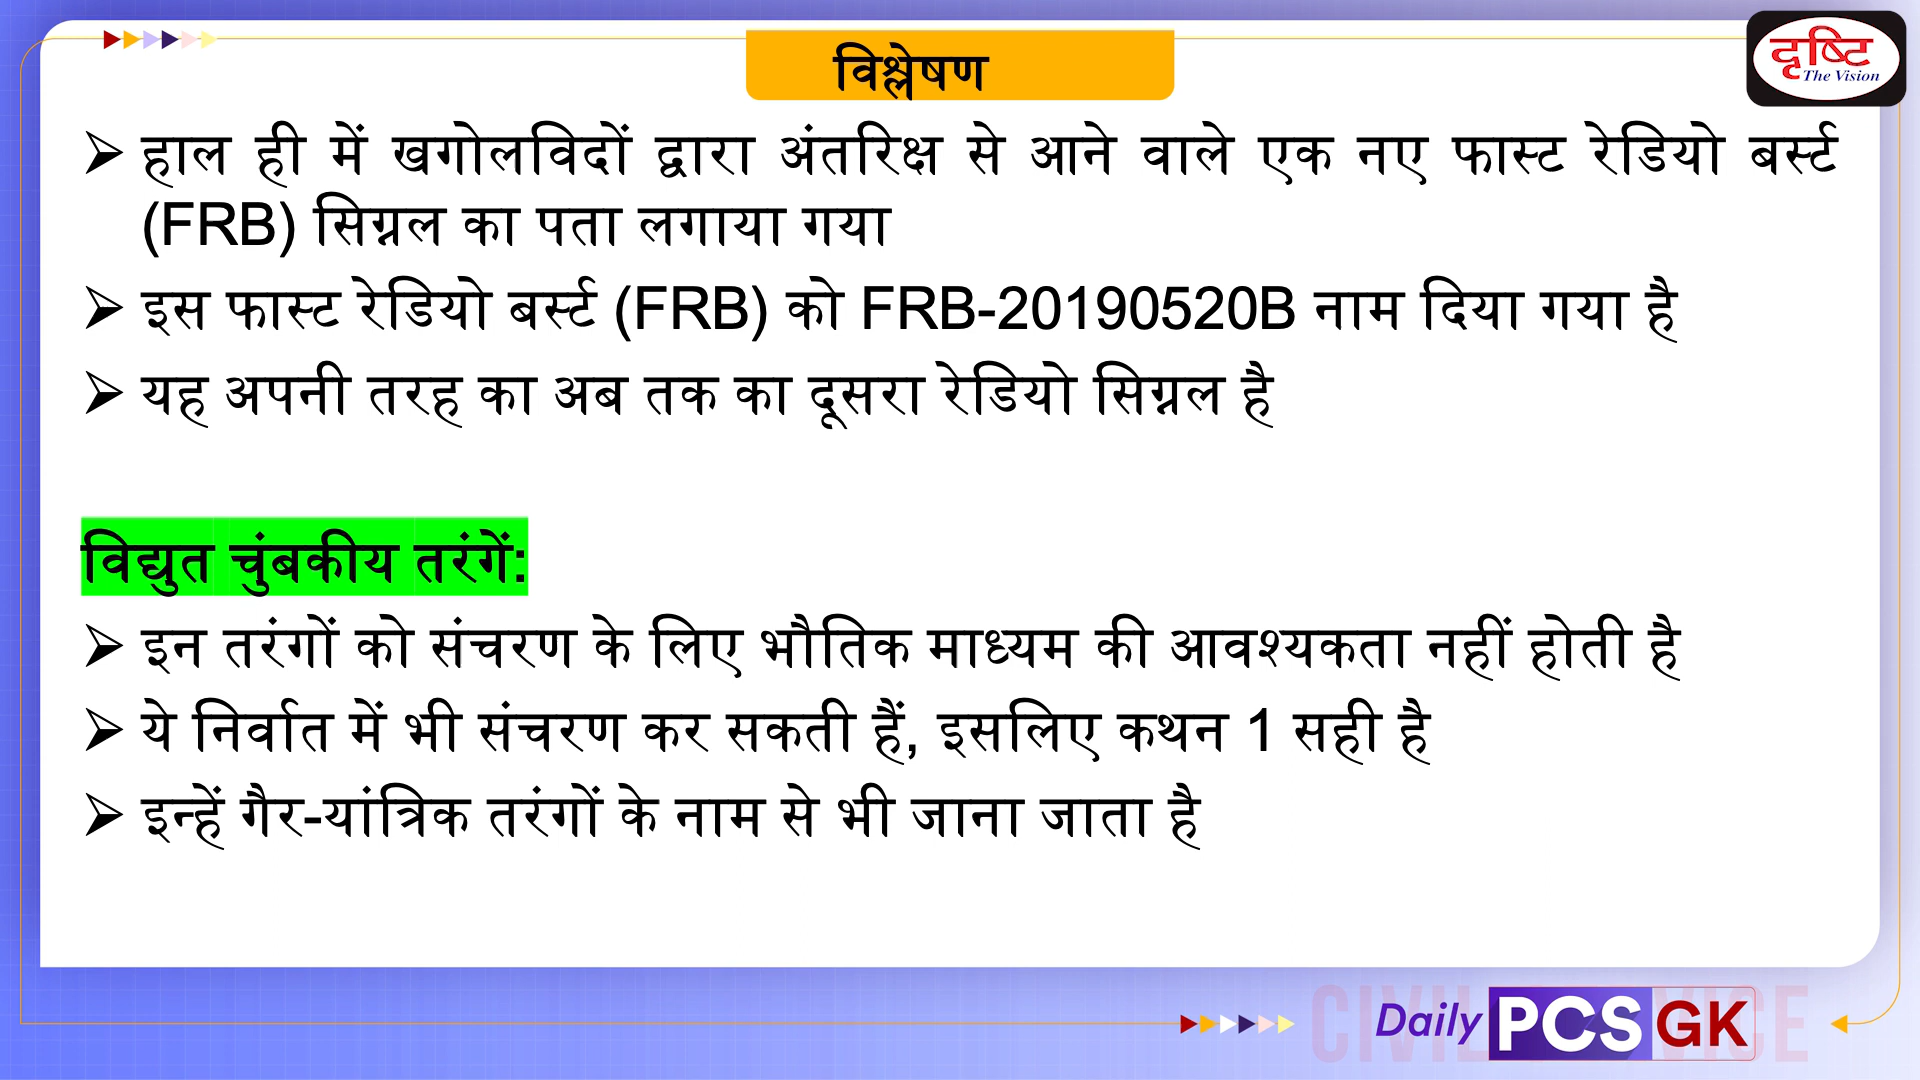 विश्लेषण
दृष्टि
The Vision
➢ हाल ही में खगोलविदों द्वारा अंतरिक्ष से आने वाले एक नए फास्ट रेडियो बर्स्ट
(FRB) सिग्नल का पता लगाया गया
➢ इस फास्ट रेडियो बर्स्ट (FRB) को FRB-20190520B नाम दिया गया है
➢ यह अपनी तरह का अब तक का दूसरा रेडियो सिग्नल है
विद्युत चुंबकीय तरंगें:
➢ इन तरंगों को संचरण के लिए भौतिक माध्यम की आवश्यकता नहीं होती है
➢ ये निर्वात में भी संचरण कर सकती हैं, इसलिए कथन 1 सही है
➢ इन्हें गैर-यांत्रिक तरंगों के नाम से भी जाना जाता है
Daily PCS GK